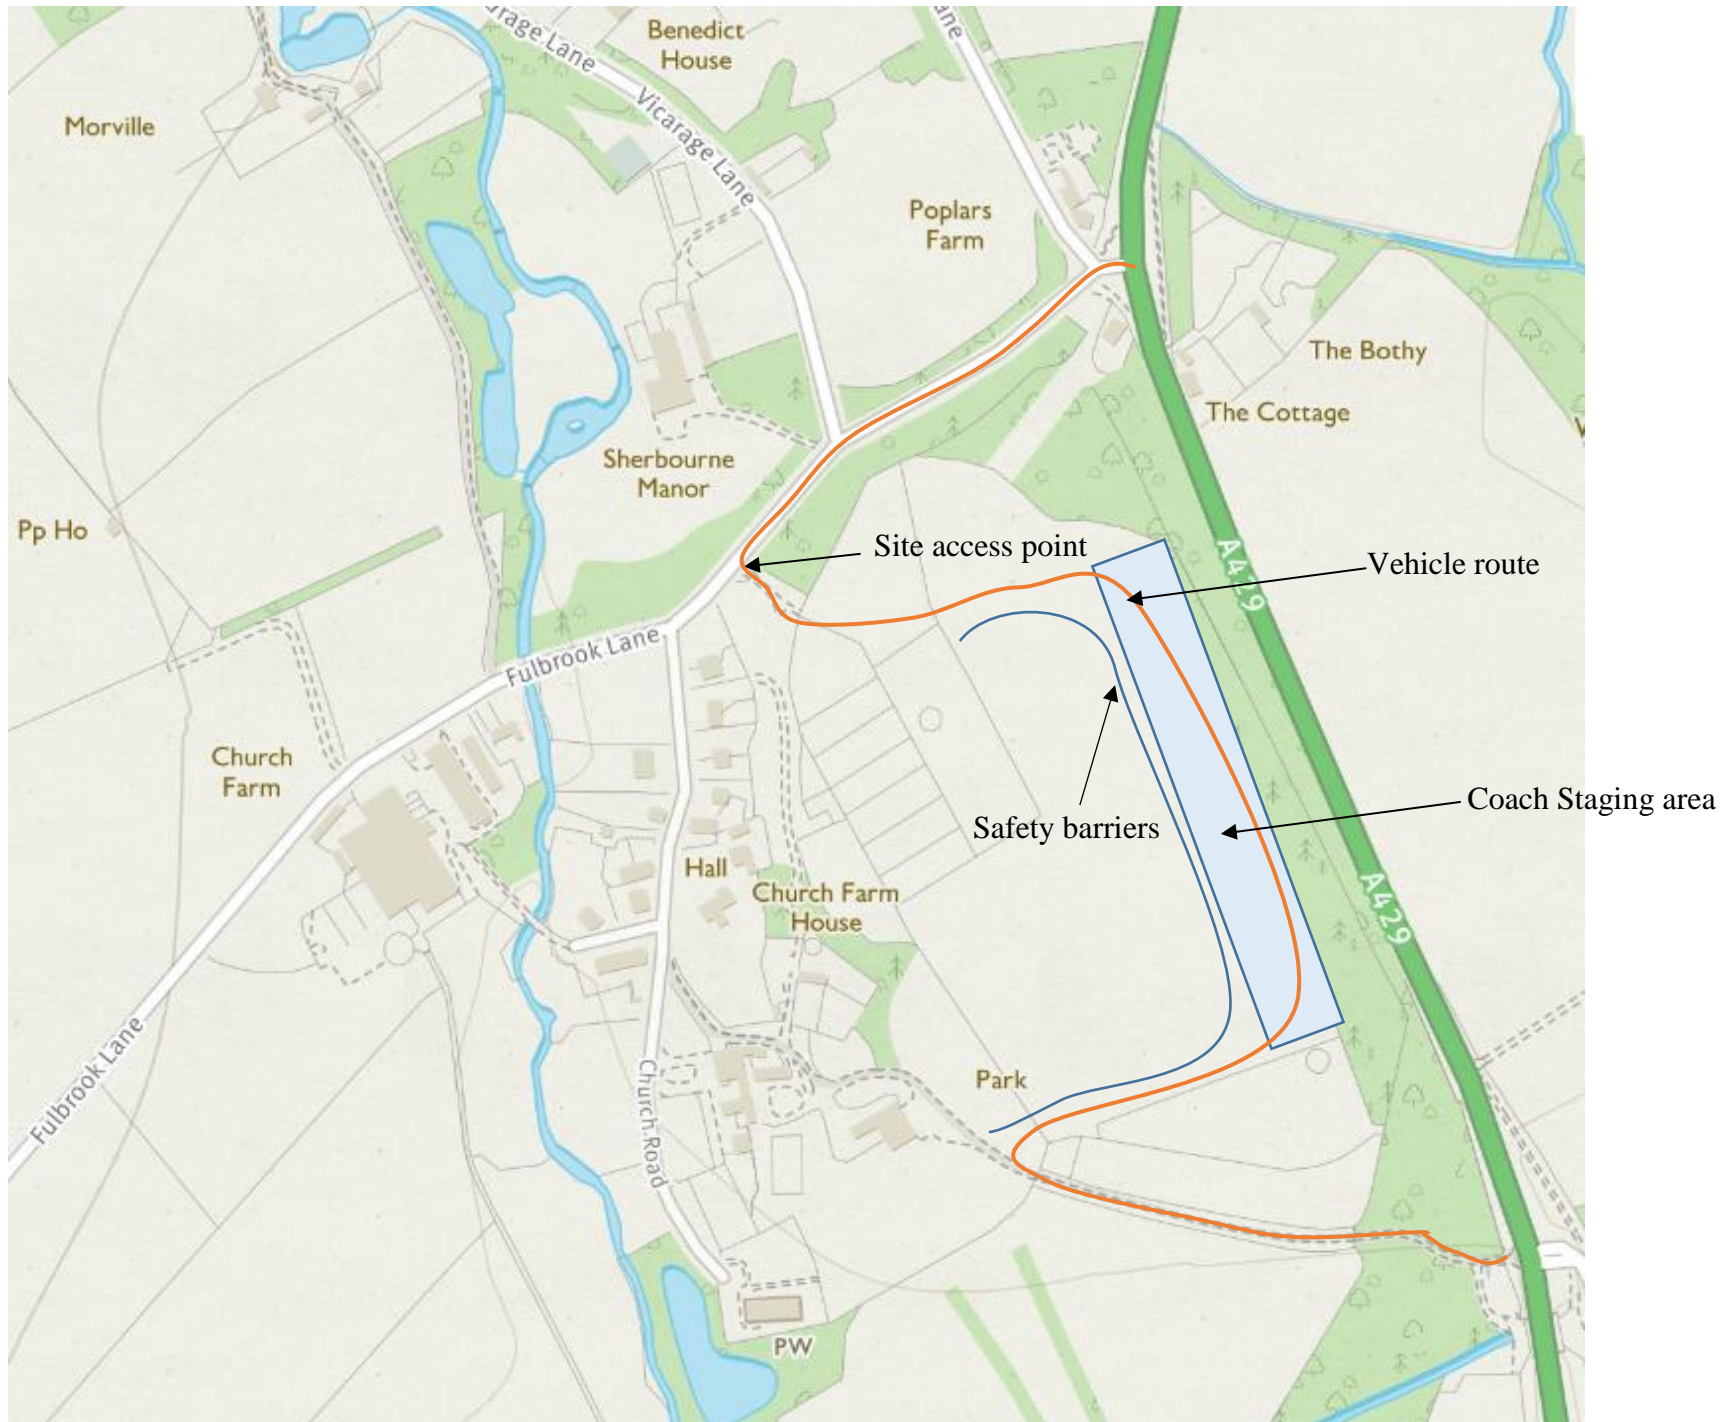 Benedict
House
Vicarage Lane
Morville
Poplars
Farm
The Bothy
The Cottage
Sherbourne
Manor
Pp Ho
Site access point
Vehicle route
A429
Fulbrook Lane
Church
Farm
Safety barriers
Coach Staging area
Hall
Church Farm
House
A429
Fulbrook Lane
Park
Church Road
PW